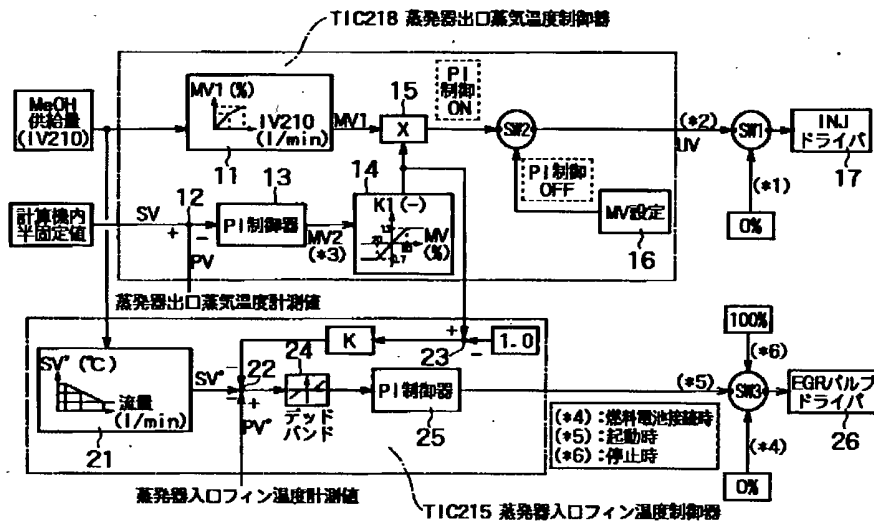 TIC218 蒸発器出口蒸気温度制御器
MeOH
供給量
(IV210)
MV1(%)
IV210
(l/min)
11
MV1
15
X
PI
制御
ON
SW2
(*2)
UV
SW1
INJ
ドライバ
17
(*1)
0%
計算機内
半固定値
SV
12
+
-
PV
13
PI制御器
MV2
(*3)
14
K1(-)
MV
(%)
0.7
PI制御
OFF
MV設定
16
蒸発器出口蒸気温度計測値
SV*(℃)
流量
(l/min)
21
SV*
-
-
22
+
PV*
24
デッド
バンド
K
+
23
-
1.0
PI制御器
25
(*5)
100%
(*6)
SW3
EGRバルブ
ドライバ
26
(*4)
0%
(*4):燃料電池接続時
(*5):起動時
(*6):停止時
蒸発器入口フィン温度計測値
TIC215 蒸発器入口フィン温度制御器